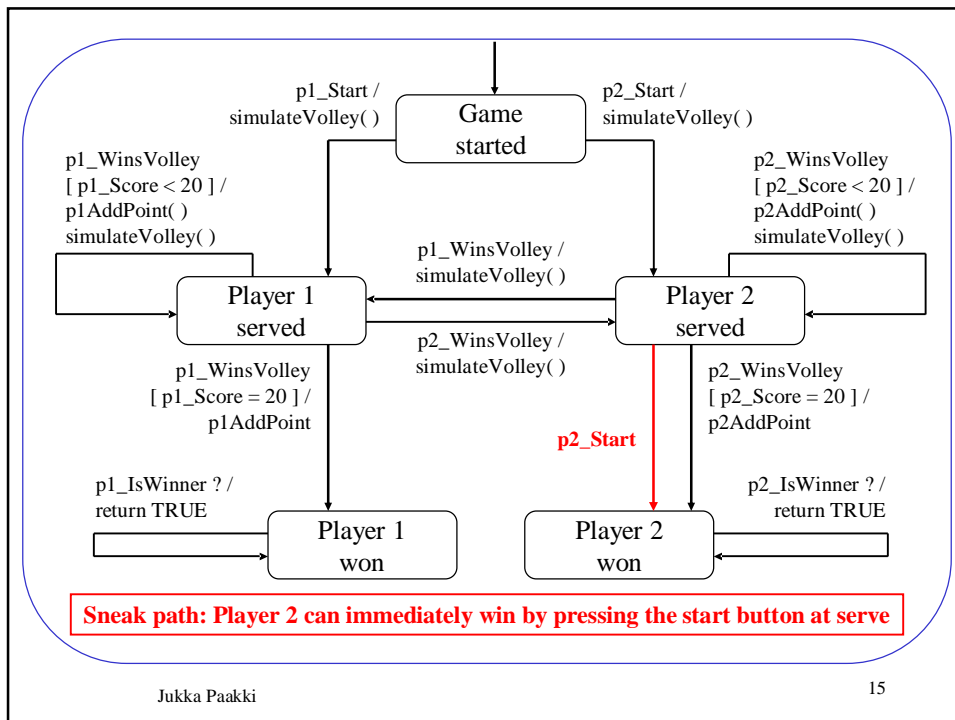 p1_Start /
simulateVolley( )
Game
started
p2_Start /
simulateVolley( )
p1_WinsVolley
[ p1_Score < 20 ] /
p1AddPoint( )
simulateVolley( )
p2_WinsVolley
[ p2_Score < 20 ] /
p2AddPoint( )
simulateVolley( )
p1_WinsVolley /
simulateVolley( )
Player 1
served
Player 2
served
p2_WinsVolley /
simulateVolley( )
p1_WinsVolley
[ p1_Score = 20 ] /
p1AddPoint
p2_WinsVolley
[ p2_Score = 20 ] /
p2AddPoint
p2_Start
p1_IsWinner ? /
return TRUE
Player 1
won
Player 2
won
p2_IsWinner ? /
return TRUE
Sneak path: Player 2 can immediately win by pressing the start button at serve
Jukka Paakki
15